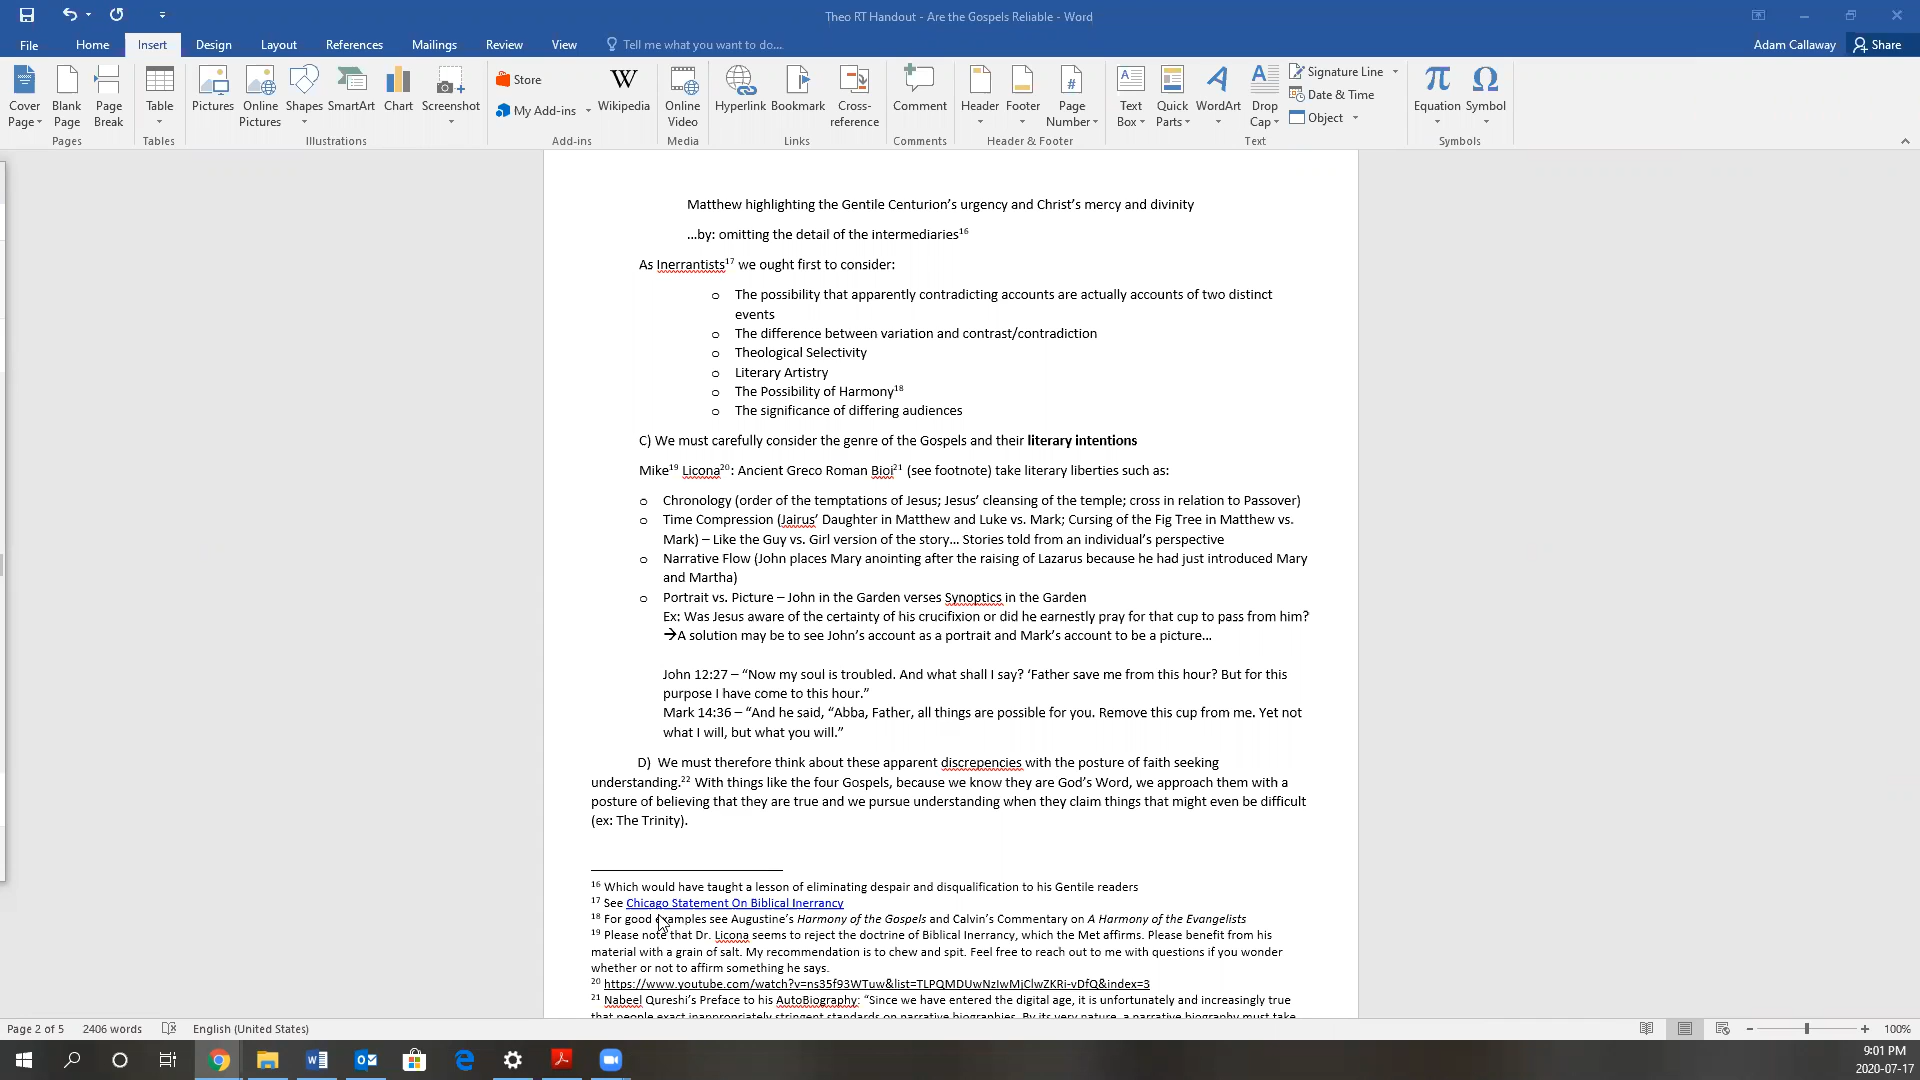 Theo RT Handout - Are the Gospels Reliable - Word
File Home Insert Design Layout References Mailings Review View Tell me what you want to do... Adam Callaway Share
Cover Page Blank Page Page Break Table Pictures Online Pictures Shapes SmartArt Chart Screenshot Store My Add-ins Wikipedia Online Video Hyperlink Bookmark Cross-reference Comment Header Footer Page Number Text Box Quick Parts WordArt Drop Cap Signature Line Date & Time Object Equation Symbol
Pages Tables Illustrations Add-ins Media Links Comments Header & Footer Text Symbols
Matthew highlighting the Gentile Centurion’s urgency and Christ’s mercy and divinity
…by: omitting the detail of the intermediaries16
As Inerrantists17 we ought first to consider:
o The possibility that apparently contradicting accounts are actually accounts of two distinct
events
o The difference between variation and contrast/contradiction
o Theological Selectivity
o Literary Artistry
o The Possibility of Harmony18
o The significance of differing audiences
C) We must carefully consider the genre of the Gospels and their literary intentions
Mike19 Licona20: Ancient Greco Roman Bioi21 (see footnote) take literary liberties such as:
o Chronology (order of the temptations of Jesus; Jesus’ cleansing of the temple; cross in relation to Passover)
o Time Compression (Jairus’ Daughter in Matthew and Luke vs. Mark; Cursing of the Fig Tree in Matthew vs.
Mark) – Like the Guy vs. Girl version of the story… Stories told from an individual’s perspective
o Narrative Flow (John places Mary anointing after the raising of Lazarus because he had just introduced Mary
and Martha)
o Portrait vs. Picture – John in the Garden verses Synoptics in the Garden
Ex: Was Jesus aware of the certainty of his crucifixion or did he earnestly pray for that cup to pass from him?
→A solution may be to see John’s account as a portrait and Mark’s account to be a picture…
John 12:27 – “Now my soul is troubled. And what shall I say? ‘Father save me from this hour? But for this
purpose I have come to this hour.”
Mark 14:36 – “And he said, “Abba, Father, all things are possible for you. Remove this cup from me. Yet not
what I will, but what you will.”
D) We must therefore think about these apparent discrepencies with the posture of faith seeking
understanding.22 With things like the four Gospels, because we know they are God’s Word, we approach them with a
posture of believing that they are true and we pursue understanding when they claim things that might even be difficult
(ex: The Trinity).
16 Which would have taught a lesson of eliminating despair and disqualification to his Gentile readers
17 See Chicago Statement On Biblical Inerrancy
18 For good examples see Augustine’s Harmony of the Gospels and Calvin’s Commentary on A Harmony of the Evangelists
19 Please note that Dr. Licona seems to reject the doctrine of Biblical Inerrancy, which the Met affirms. Please benefit from his
material with a grain of salt. My recommendation is to chew and spit. Feel free to reach out to me with questions if you wonder
whether or not to affirm something he says.
20 https://www.youtube.com/watch?v=ns35f93WTuw&list=TLPQMDUwNzIwMjClwZKRi-vDfQ&index=3
21 Nabeel Qureshi’s Preface to his AutoBiography: “Since we have entered the digital age, it is unfortunately and increasingly true
that people exact inappropriately stringent standards on narrative biographies. By its very nature, a narrative biography must take
Page 2 of 5 2406 words English (United States) 100%
9:01 PM
2020-07-17